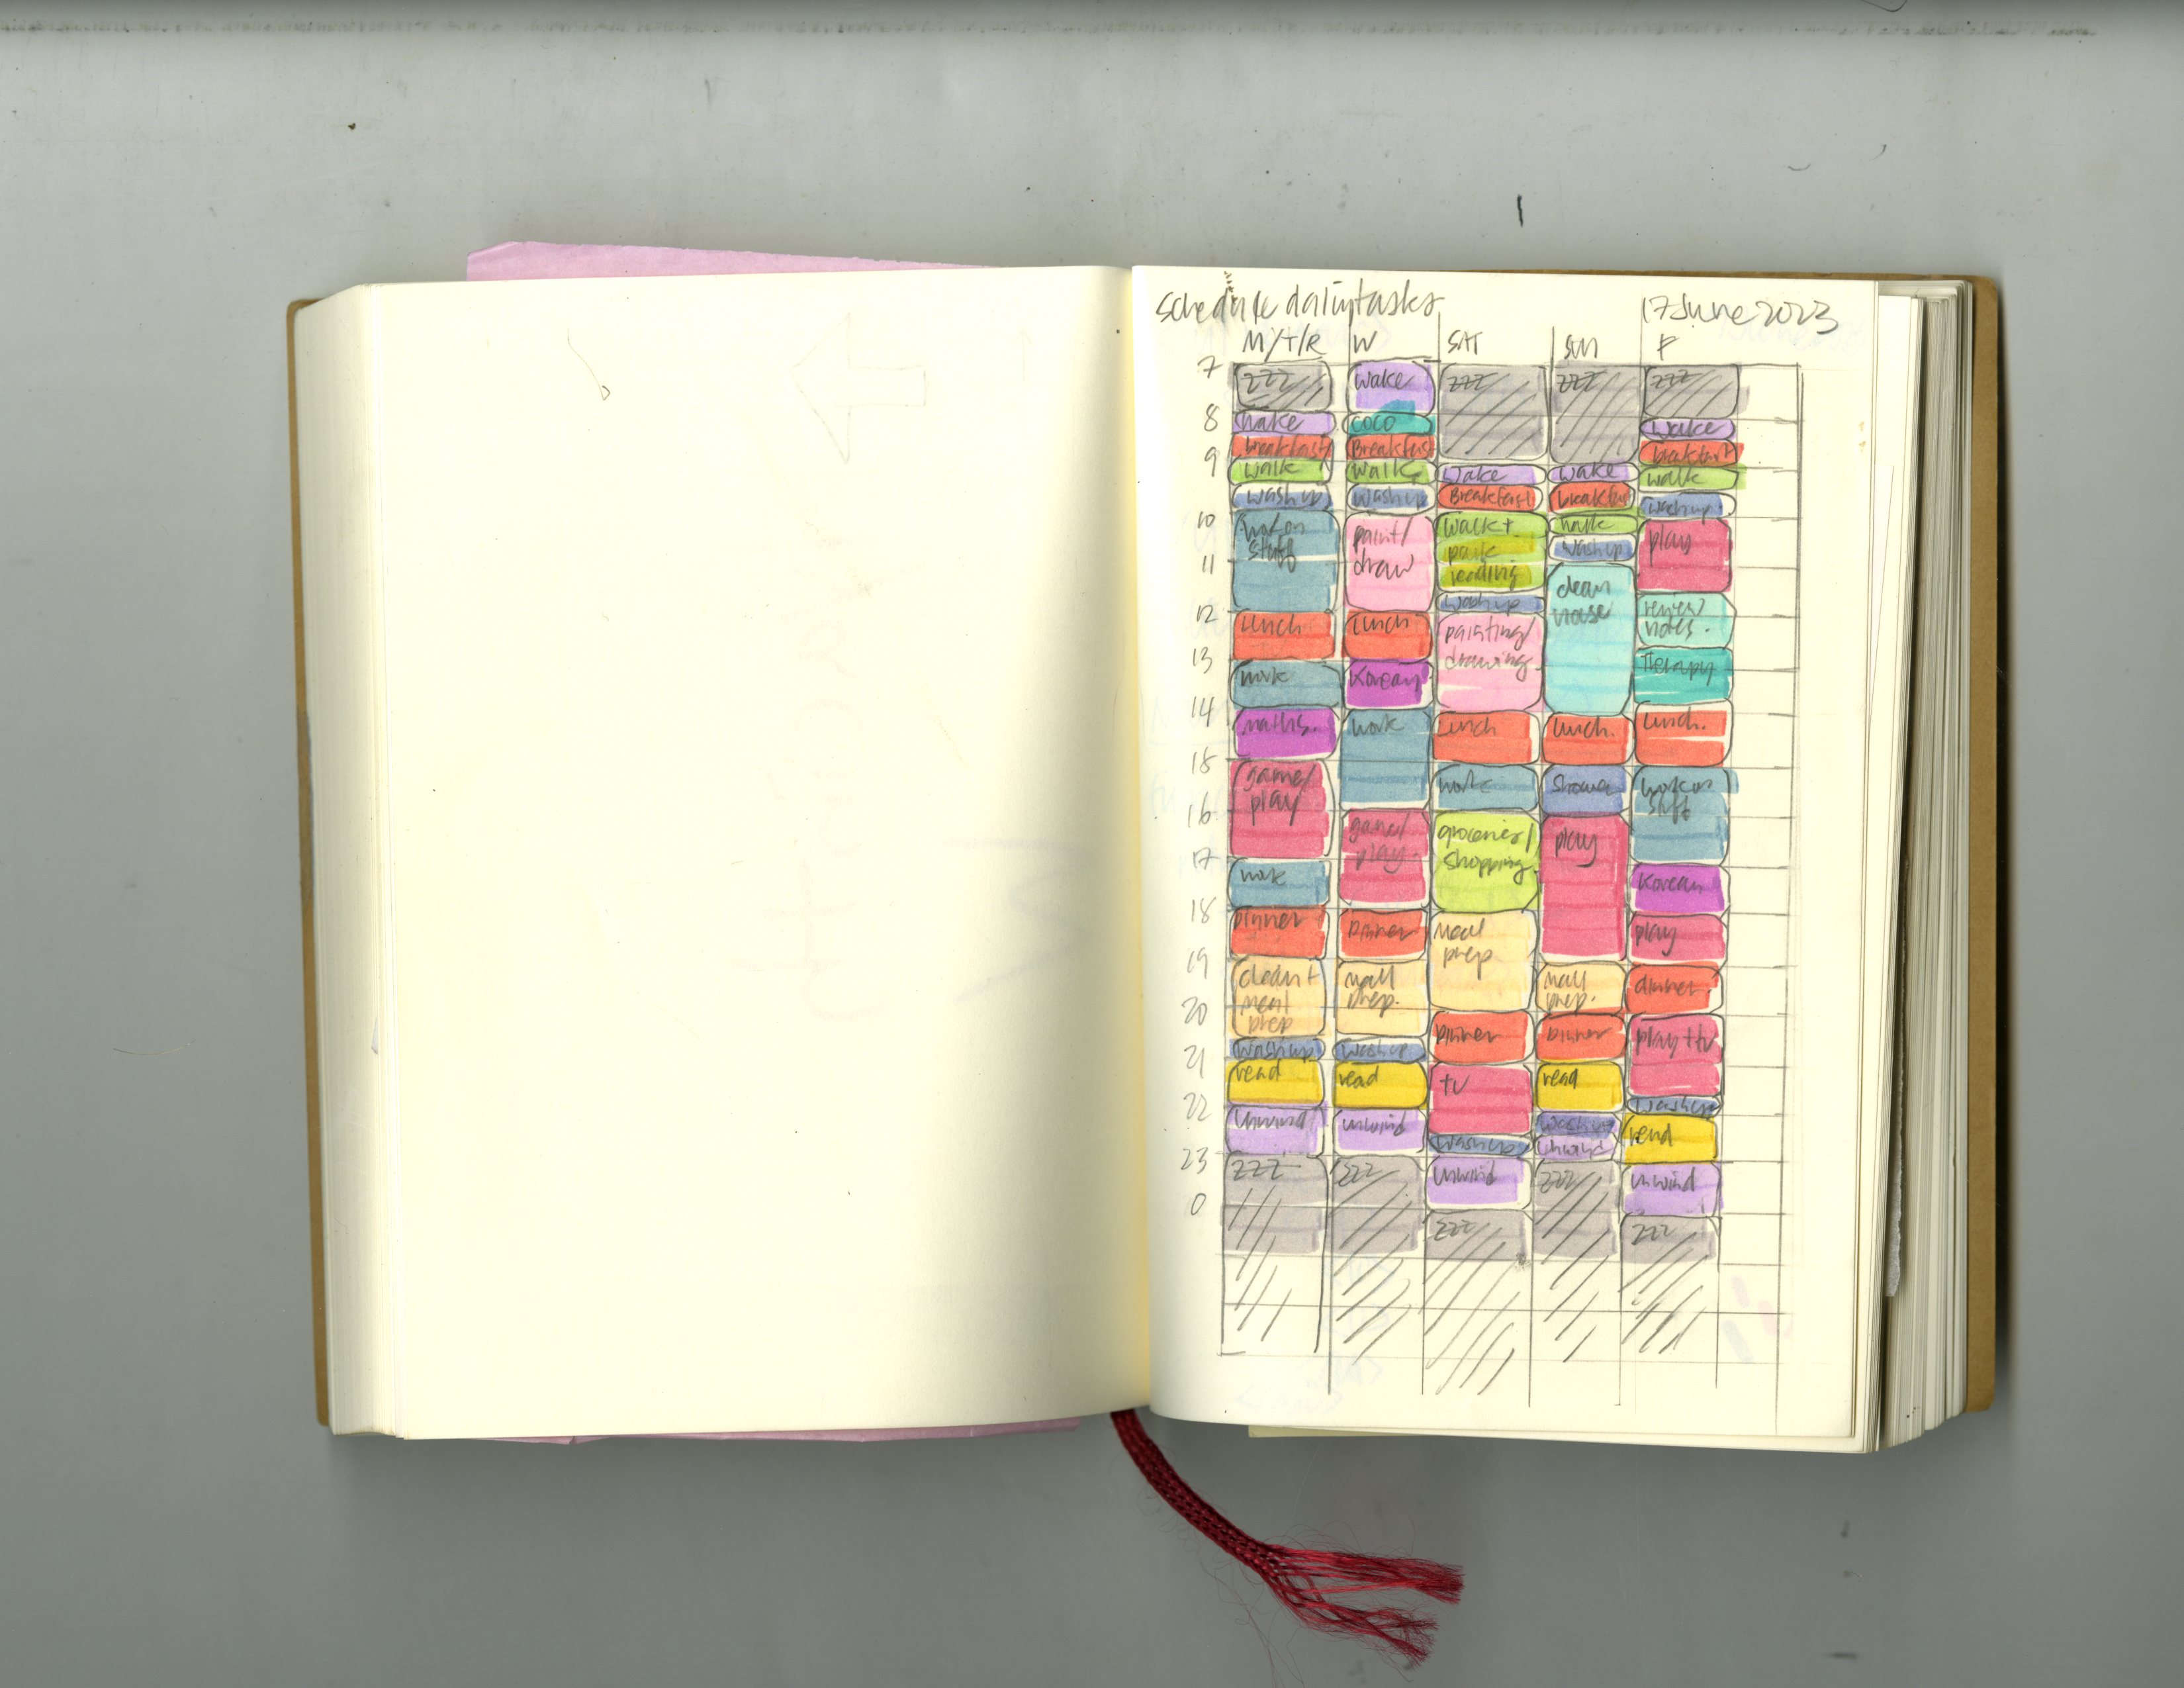 schedule daily tasks
17 June 2023
M/T/R
W
SAT
SUN
F
7
8
9
10
11
12
13
14
15
16
17
18
19
20
21
22
23
0
zzz
wake
breakfast
walk
wash up
work on
stuff
lunch
work
maths.
game/
play
work
Dinner
clean +
meal
prep
wash up
read
unwind
zzz
wake
coco
Breakfast
walk
wash up
paint/
draw
lunch
Korean
work
game/
play.
Dinner
meal
prep.
wash up
read
unwind
zzz
zzz
wake
Breakfast
walk +
park
reading
wash up
painting/
drawing
lunch
work
groceries/
shopping.
meal
prep
Dinner
tv
wash up
unwind
zzz
zzz
wake
breakfast
walk
wash up
clean
house
lunch.
shower
play
meal
prep.
Dinner
read
wash up
unwind
zzz
zzz
wake
breakfast
walk
wash up
play
review
notes.
Therapy
lunch.
work on
stuff
Korean
play
dinner.
play + tv
wash up
read
unwind
zzz